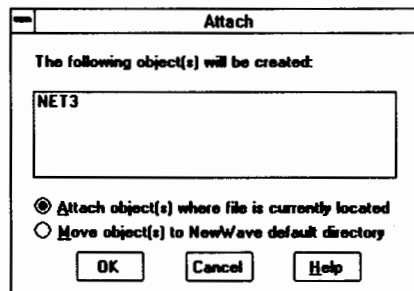 Attach
The following object(s) will be created:
NET3
Attach object(s) where file is currently located
Move object(s) to NewWave default directory
OK Cancel Help